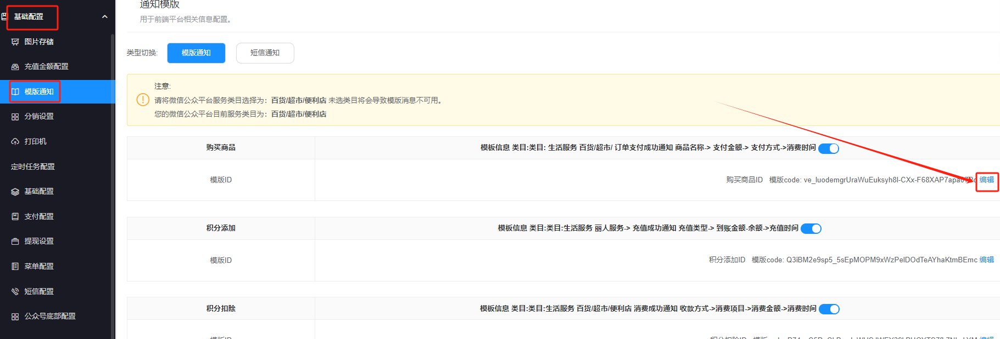 基础配置
图片存储
充值金额配置
模版通知
分销设置
打印机
定时任务配置
基础配置
支付配置
提现设置
菜单配置
短信配置
公众号底部配置
通知模版
用于前端平台相关信息配置。
类型切换: 模版通知 短信通知
注意:
请将微信公众平台服务类目选择为：百货/超市/便利店 未选类目将会导致模版消息不可用。
您的微信公众平台目前服务类目为：百货/超市/便利店
购买商品 模板信息 类目:类目: 生活服务 百货/超市/ 订单支付成功通知 商品名称-> 支付金额-> 支付方式->消费时间
模版ID 购买商品ID 模版code: 编辑
积分添加 模板信息 类目:类目:生活服务 丽人服务-> 充值成功通知 充值类型-> 到账金额-余额->充值时间
模版ID 积分添加ID 模版code: Q3iBM2e9sp5_5sEpMOPM9xWzPelDOdTeAYhaKtmBEmc 编辑
积分扣除 模板信息 类目:类目:生活服务 百货/超市/便利店 消费成功通知 收款方式->消费项目->消费金额->消费时间